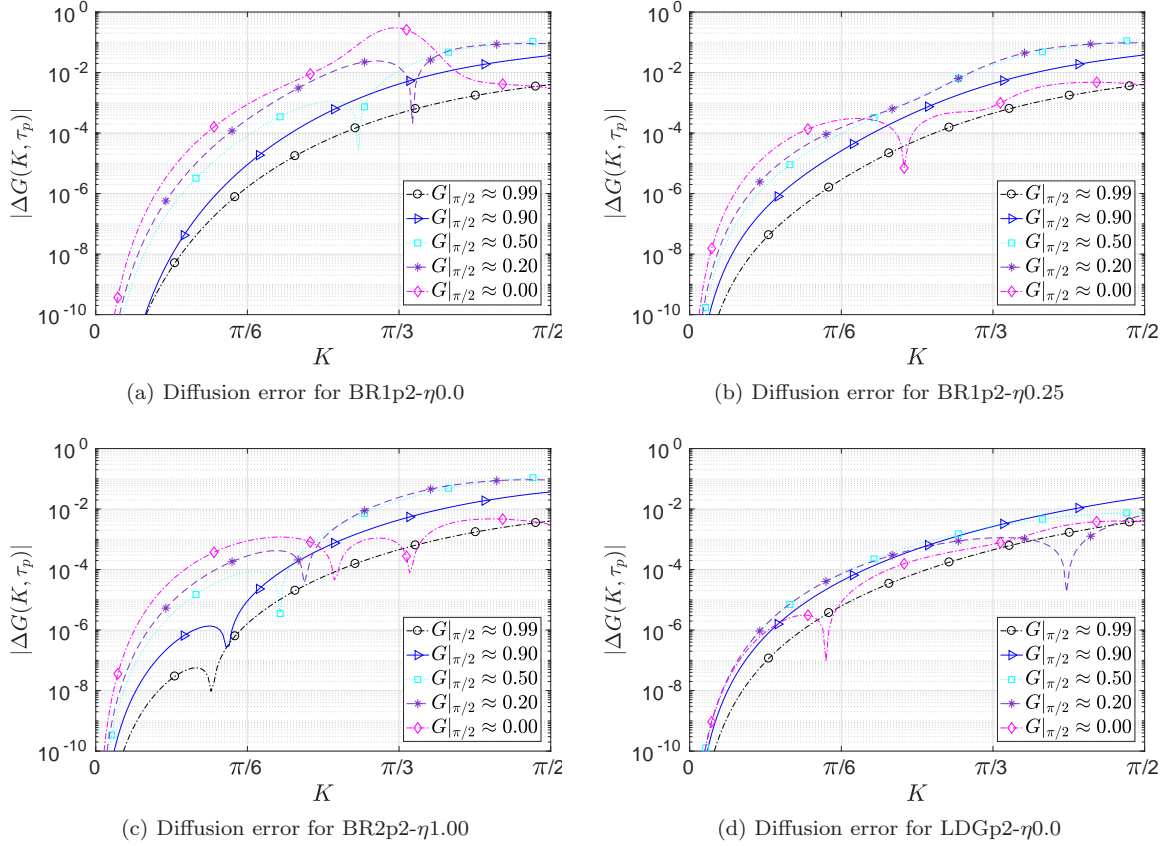 10^0
10^-2
10^-4
10^-6
10^-8
10^-10
|ΔG(K, τ_p)|
0 π/6 π/3 π/2
K
G|π/2 ≈ 0.99
G|π/2 ≈ 0.90
G|π/2 ≈ 0.50
G|π/2 ≈ 0.20
G|π/2 ≈ 0.00
(a) Diffusion error for BR1p2-η0.0
10^0
10^-2
10^-4
10^-6
10^-8
10^-10
|ΔG(K, τ_p)|
0 π/6 π/3 π/2
K
G|π/2 ≈ 0.99
G|π/2 ≈ 0.90
G|π/2 ≈ 0.50
G|π/2 ≈ 0.20
G|π/2 ≈ 0.00
(b) Diffusion error for BR1p2-η0.25
10^0
10^-2
10^-4
10^-6
10^-8
10^-10
|ΔG(K, τ_p)|
0 π/6 π/3 π/2
K
G|π/2 ≈ 0.99
G|π/2 ≈ 0.90
G|π/2 ≈ 0.50
G|π/2 ≈ 0.20
G|π/2 ≈ 0.00
(c) Diffusion error for BR2p2-η1.00
10^0
10^-2
10^-4
10^-6
10^-8
10^-10
|ΔG(K, τ_p)|
0 π/6 π/3 π/2
K
G|π/2 ≈ 0.99
G|π/2 ≈ 0.90
G|π/2 ≈ 0.50
G|π/2 ≈ 0.20
G|π/2 ≈ 0.00
(d) Diffusion error for LDGp2-η0.0